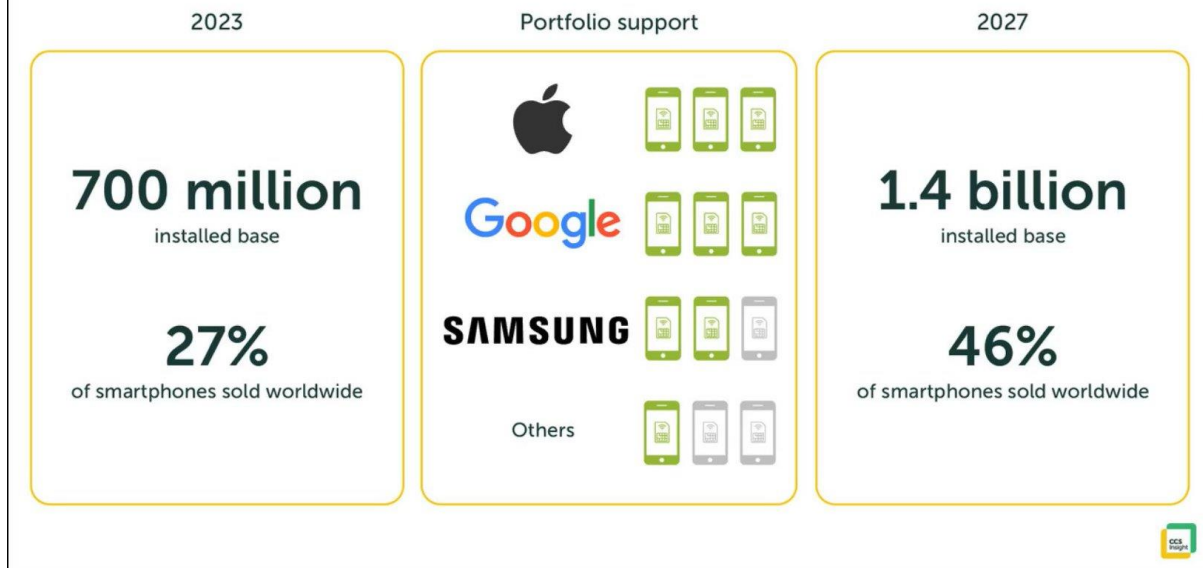 2023
Portfolio support
2027
700 million
installed base
27%
of smartphones sold worldwide
Google
SAMSUNG
Others
1.4 billion
installed base
46%
of smartphones sold worldwide
CCS
Insight